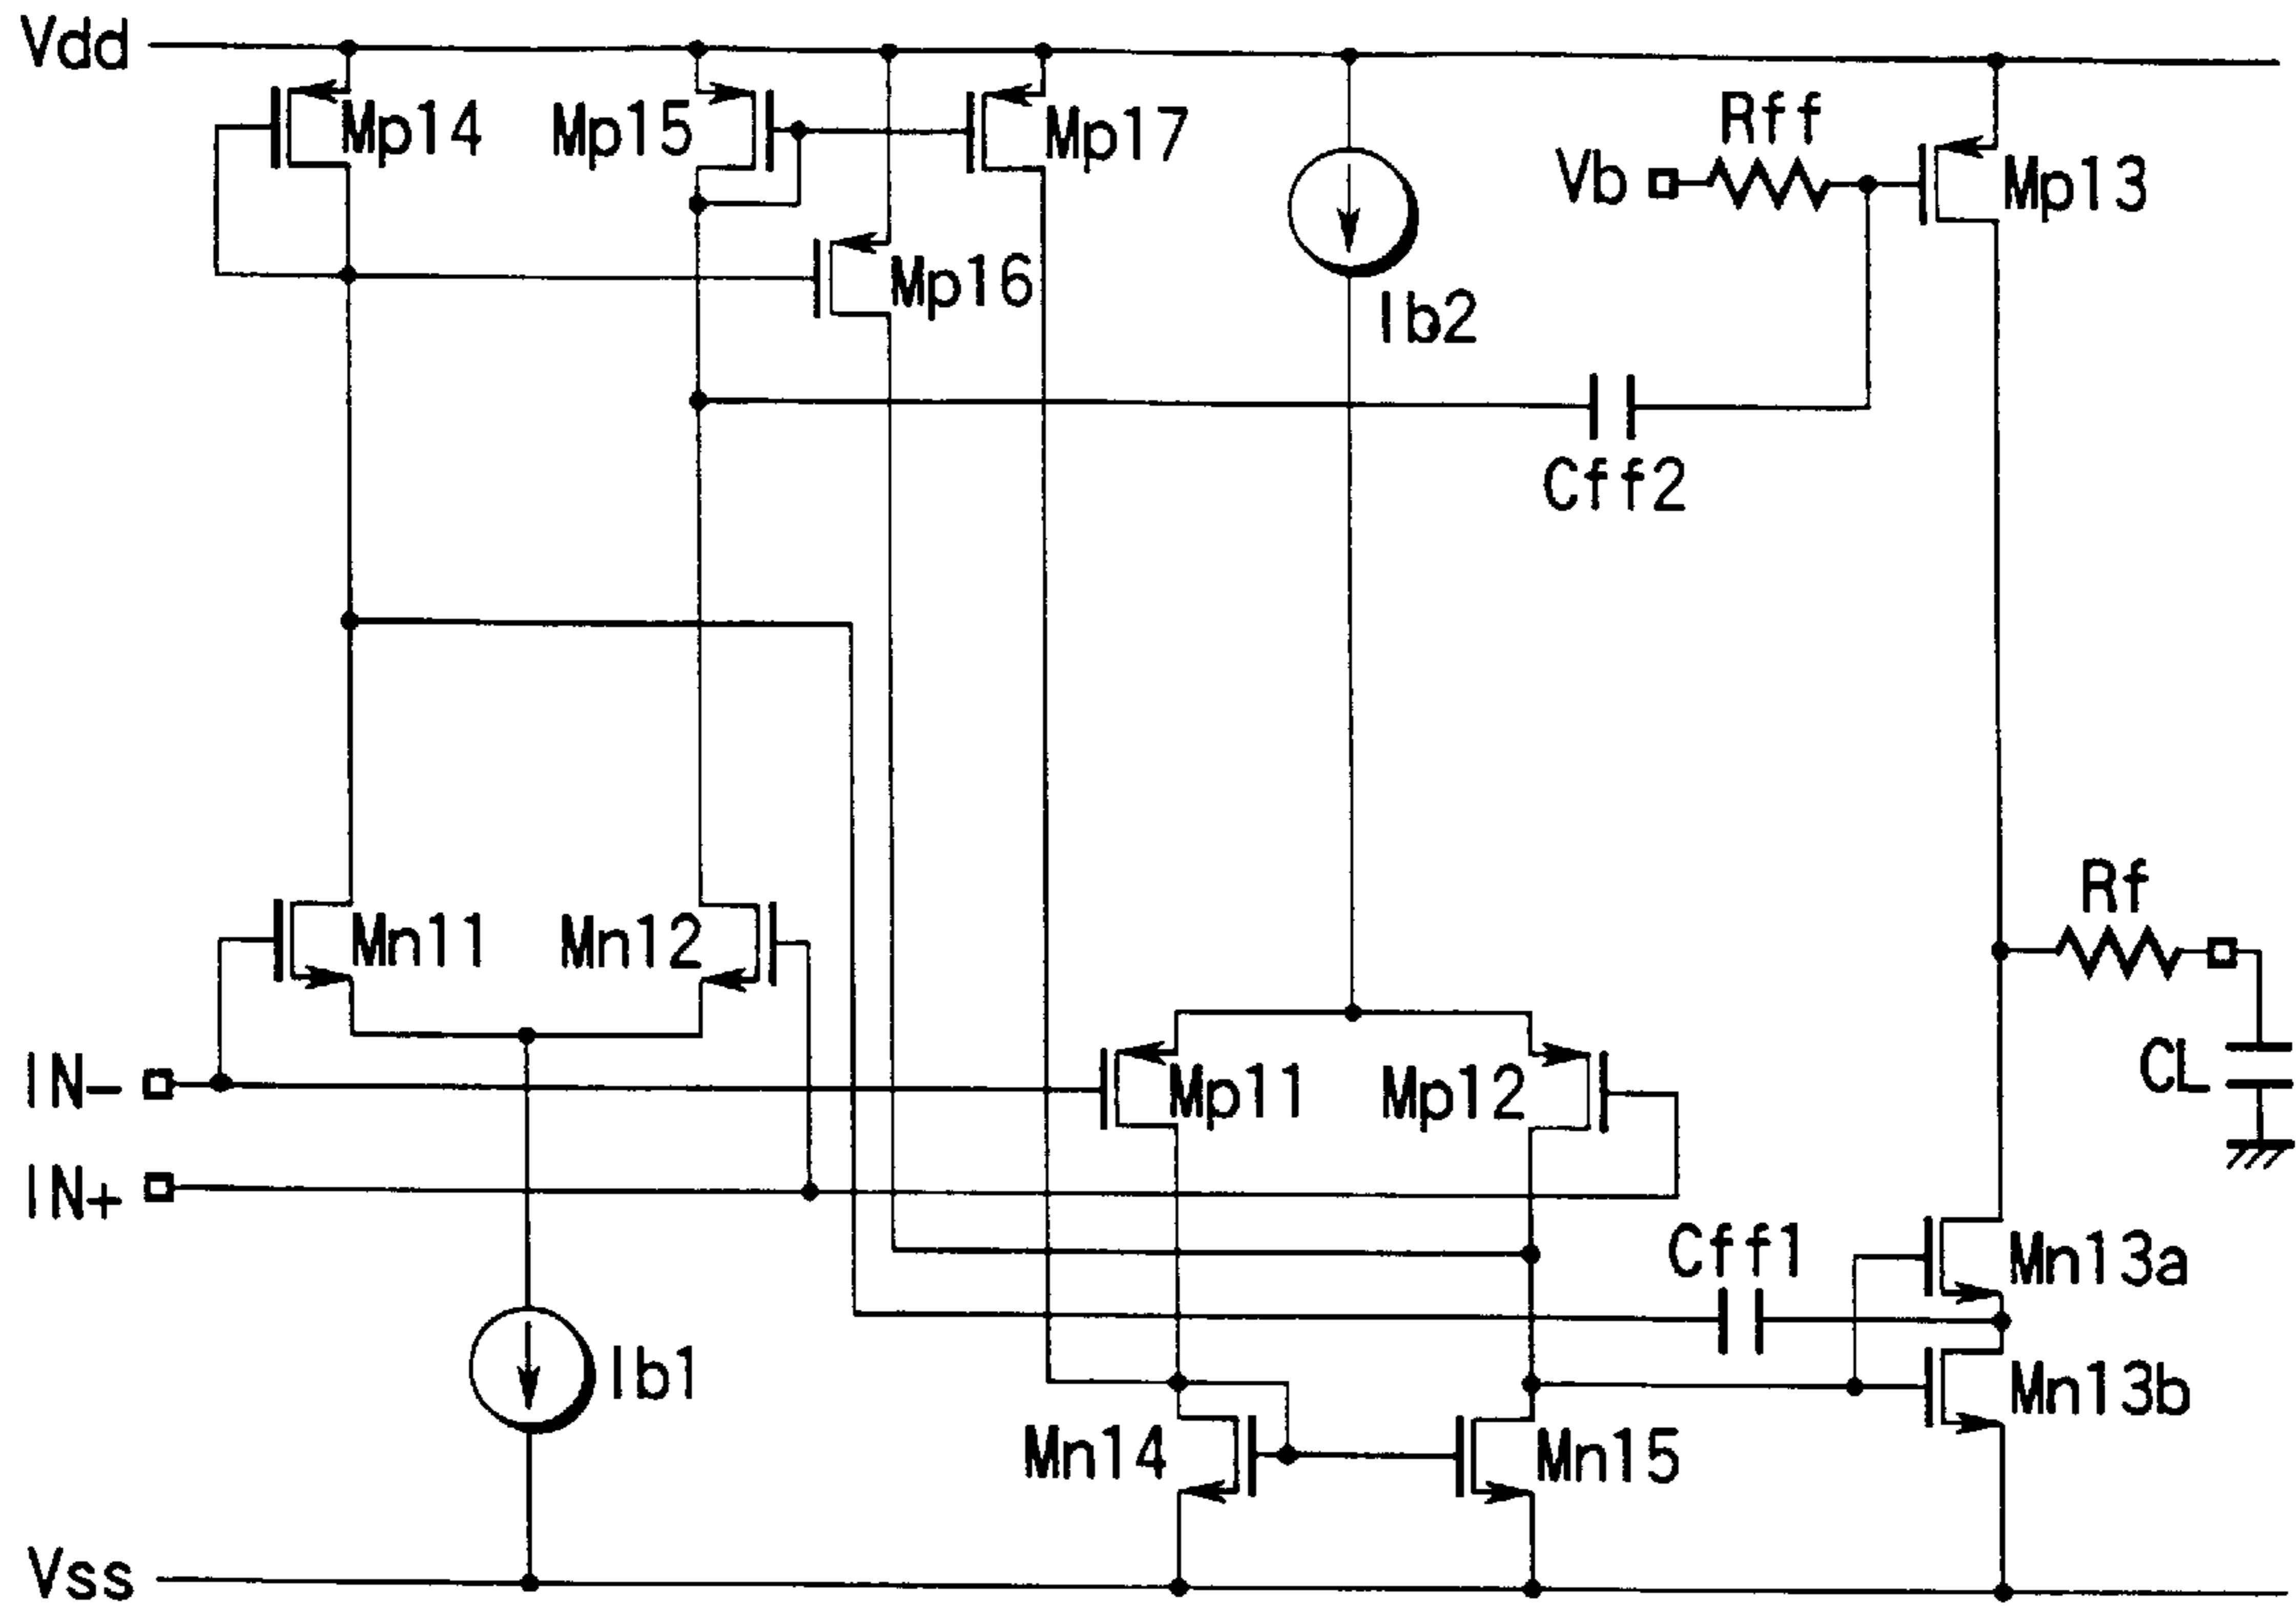 Vdd
Mp14
Mp15
Mp17
Rff
Vb
Mp13
Mp16
Ib2
Cff2
Rf
Mn11
Mn12
IN-
Mp11
Mp12
CL
IN+
Cff1
Mn13a
Ib1
Mn13b
Mn14
Mn15
Vss